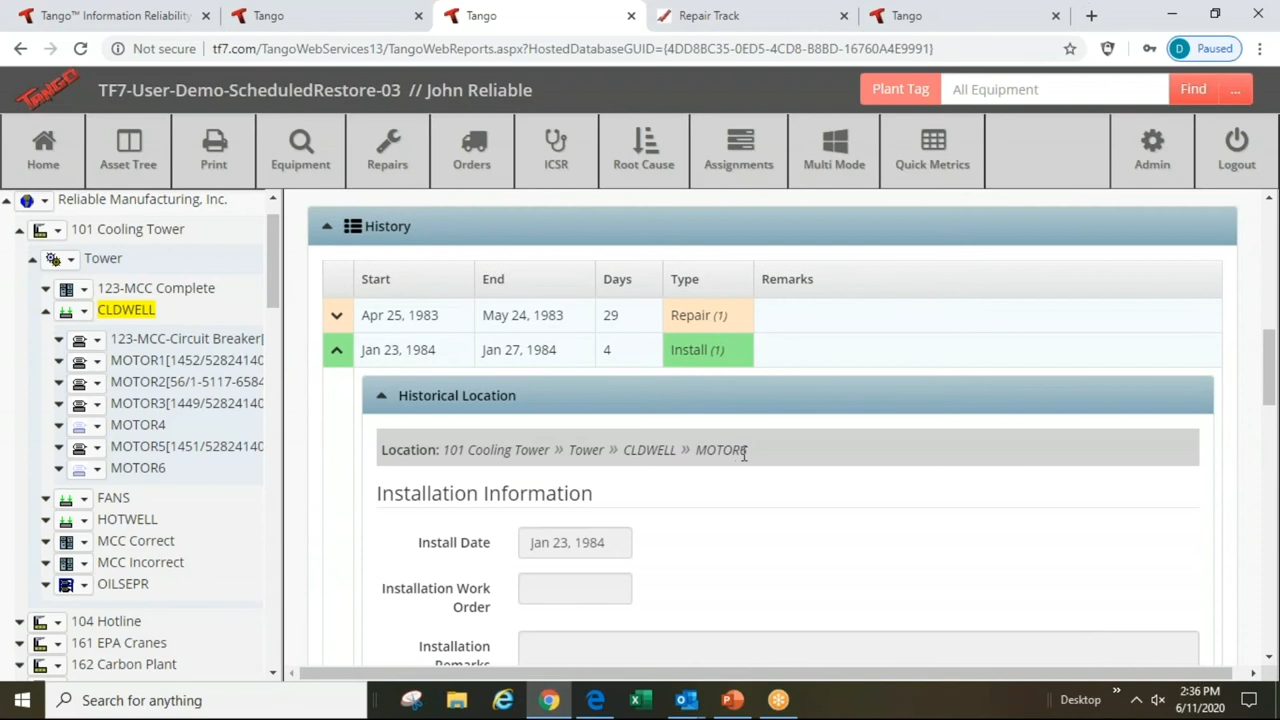 Tango™ Information Reliability
Tango
Tango
Repair Track
Tango
Not secure
tf7.com/TangoWebServices13/TangoWebReports.aspx?HostedDatabaseGUID={4DD8BC35-0ED5-4CD8-B8BD-16760A4E9991}
D
Paused
TANGO
TF7-User-Demo-ScheduledRestore-03 // John Reliable
Plant Tag
All Equipment
Find
...
Home
Asset Tree
Print
Equipment
Repairs
Orders
ICSR
Root Cause
Assignments
Multi Mode
Quick Metrics
Admin
Logout
Reliable Manufacturing, Inc.
101 Cooling Tower
Tower
123-MCC Complete
CLDWELL
123-MCC-Circuit Breaker[
MOTOR1[1452/52824140
MOTOR2[56/1-5117-6584
MOTOR3[1449/52824140
MOTOR4
MOTOR5[1451/52824140
MOTOR6
FANS
HOTWELL
MCC Correct
MCC Incorrect
OILSEPR
104 Hotline
161 EPA Cranes
162 Carbon Plant
History
Start End Days Type Remarks
Apr 25, 1983 May 24, 1983 29 Repair (1)
Jan 23, 1984 Jan 27, 1984 4 Install (1)
Historical Location
Location: 101 Cooling Tower » Tower » CLDWELL » MOTOR6
Installation Information
Install Date Jan 23, 1984
Installation Work
Order
Installation
Remarks
Search for anything
Desktop
»
2:36 PM
6/11/2020